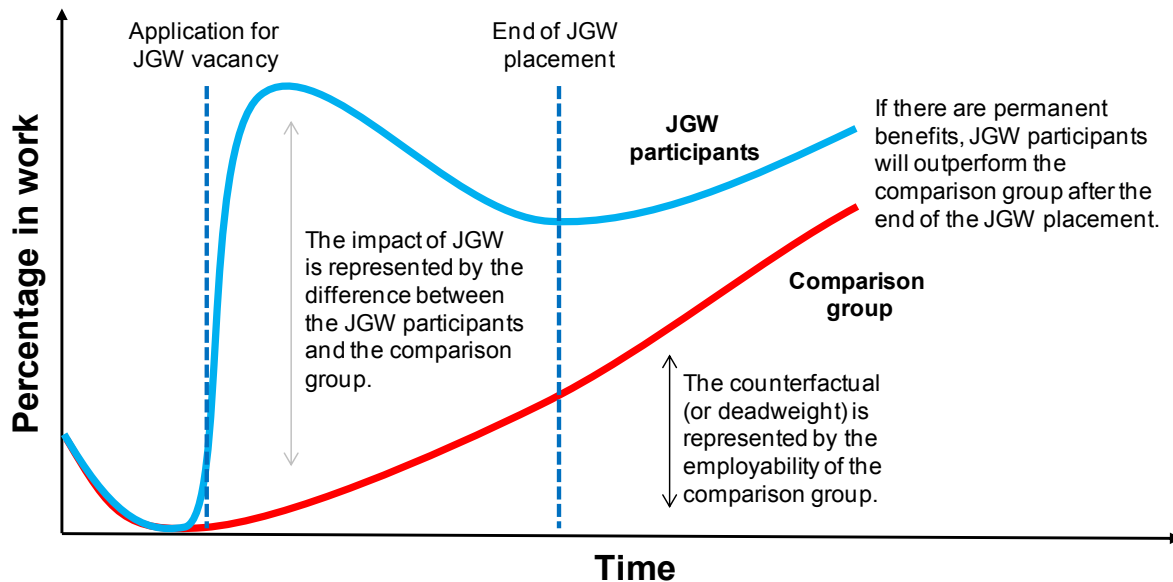 Application for
JGW vacancy
End of JGW
placement
JGW
participants
If there are permanent
benefits, JGW participants
will outperform the
comparison group after the
end of the JGW placement.
The impact of JGW
is represented by the
difference between
the JGW participants
and the comparison
group.
Comparison
group
The counterfactual
(or deadweight) is
represented by the
employability of the
comparison group.
Percentage in work
Time